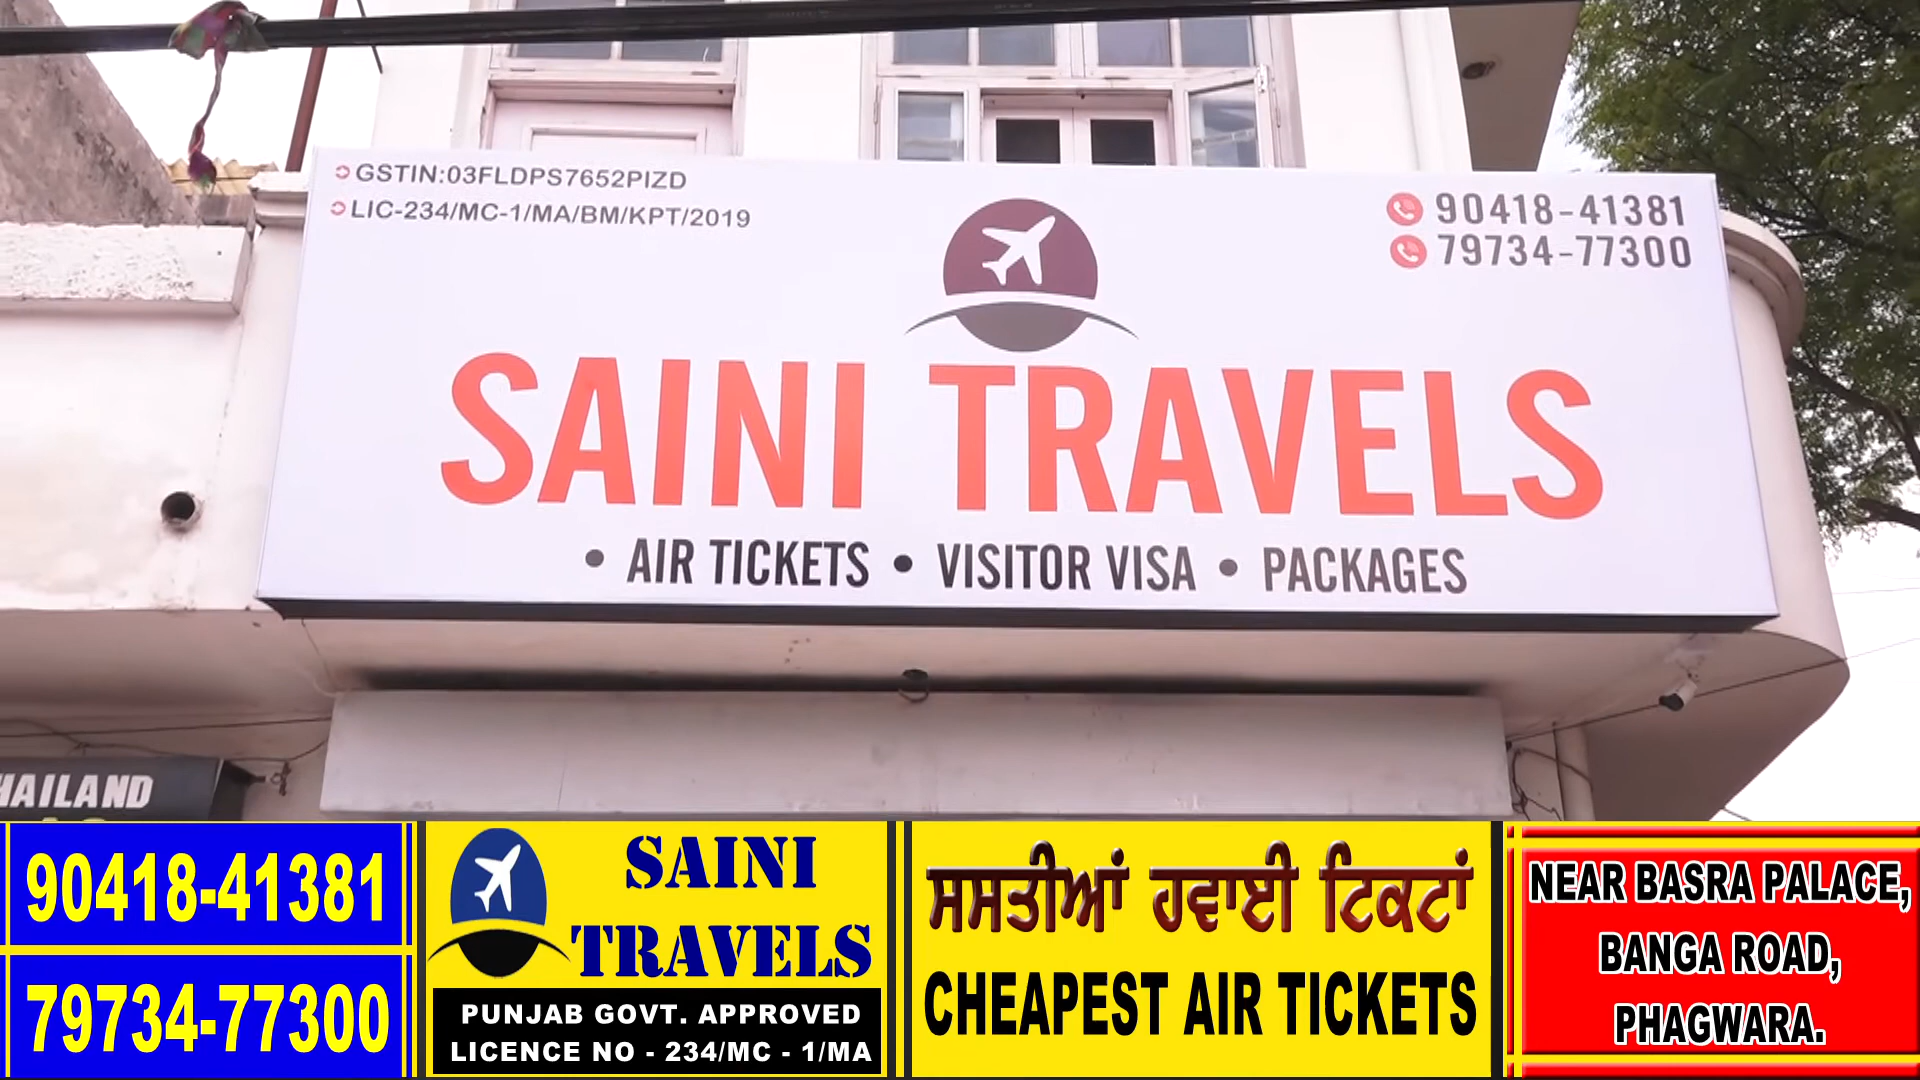 GSTIN:03FLDPS7652PIZD
LIC-234/MC-1/MA/BM/KPT/2019
90418-41381
79734-77300
SAINI TRAVELS
• AIR TICKETS • VISITOR VISA • PACKAGES
HAILAND
90418-41381
79734-77300
SAINI
TRAVELS
PUNJAB GOVT. APPROVED
LICENCE NO - 234/MC - 1/MA
ਸਸਤੀਆਂ ਹਵਾਈ ਟਿਕਟਾਂ
CHEAPEST AIR TICKETS
NEAR BASRA PALACE,
BANGA ROAD,
PHAGWARA.